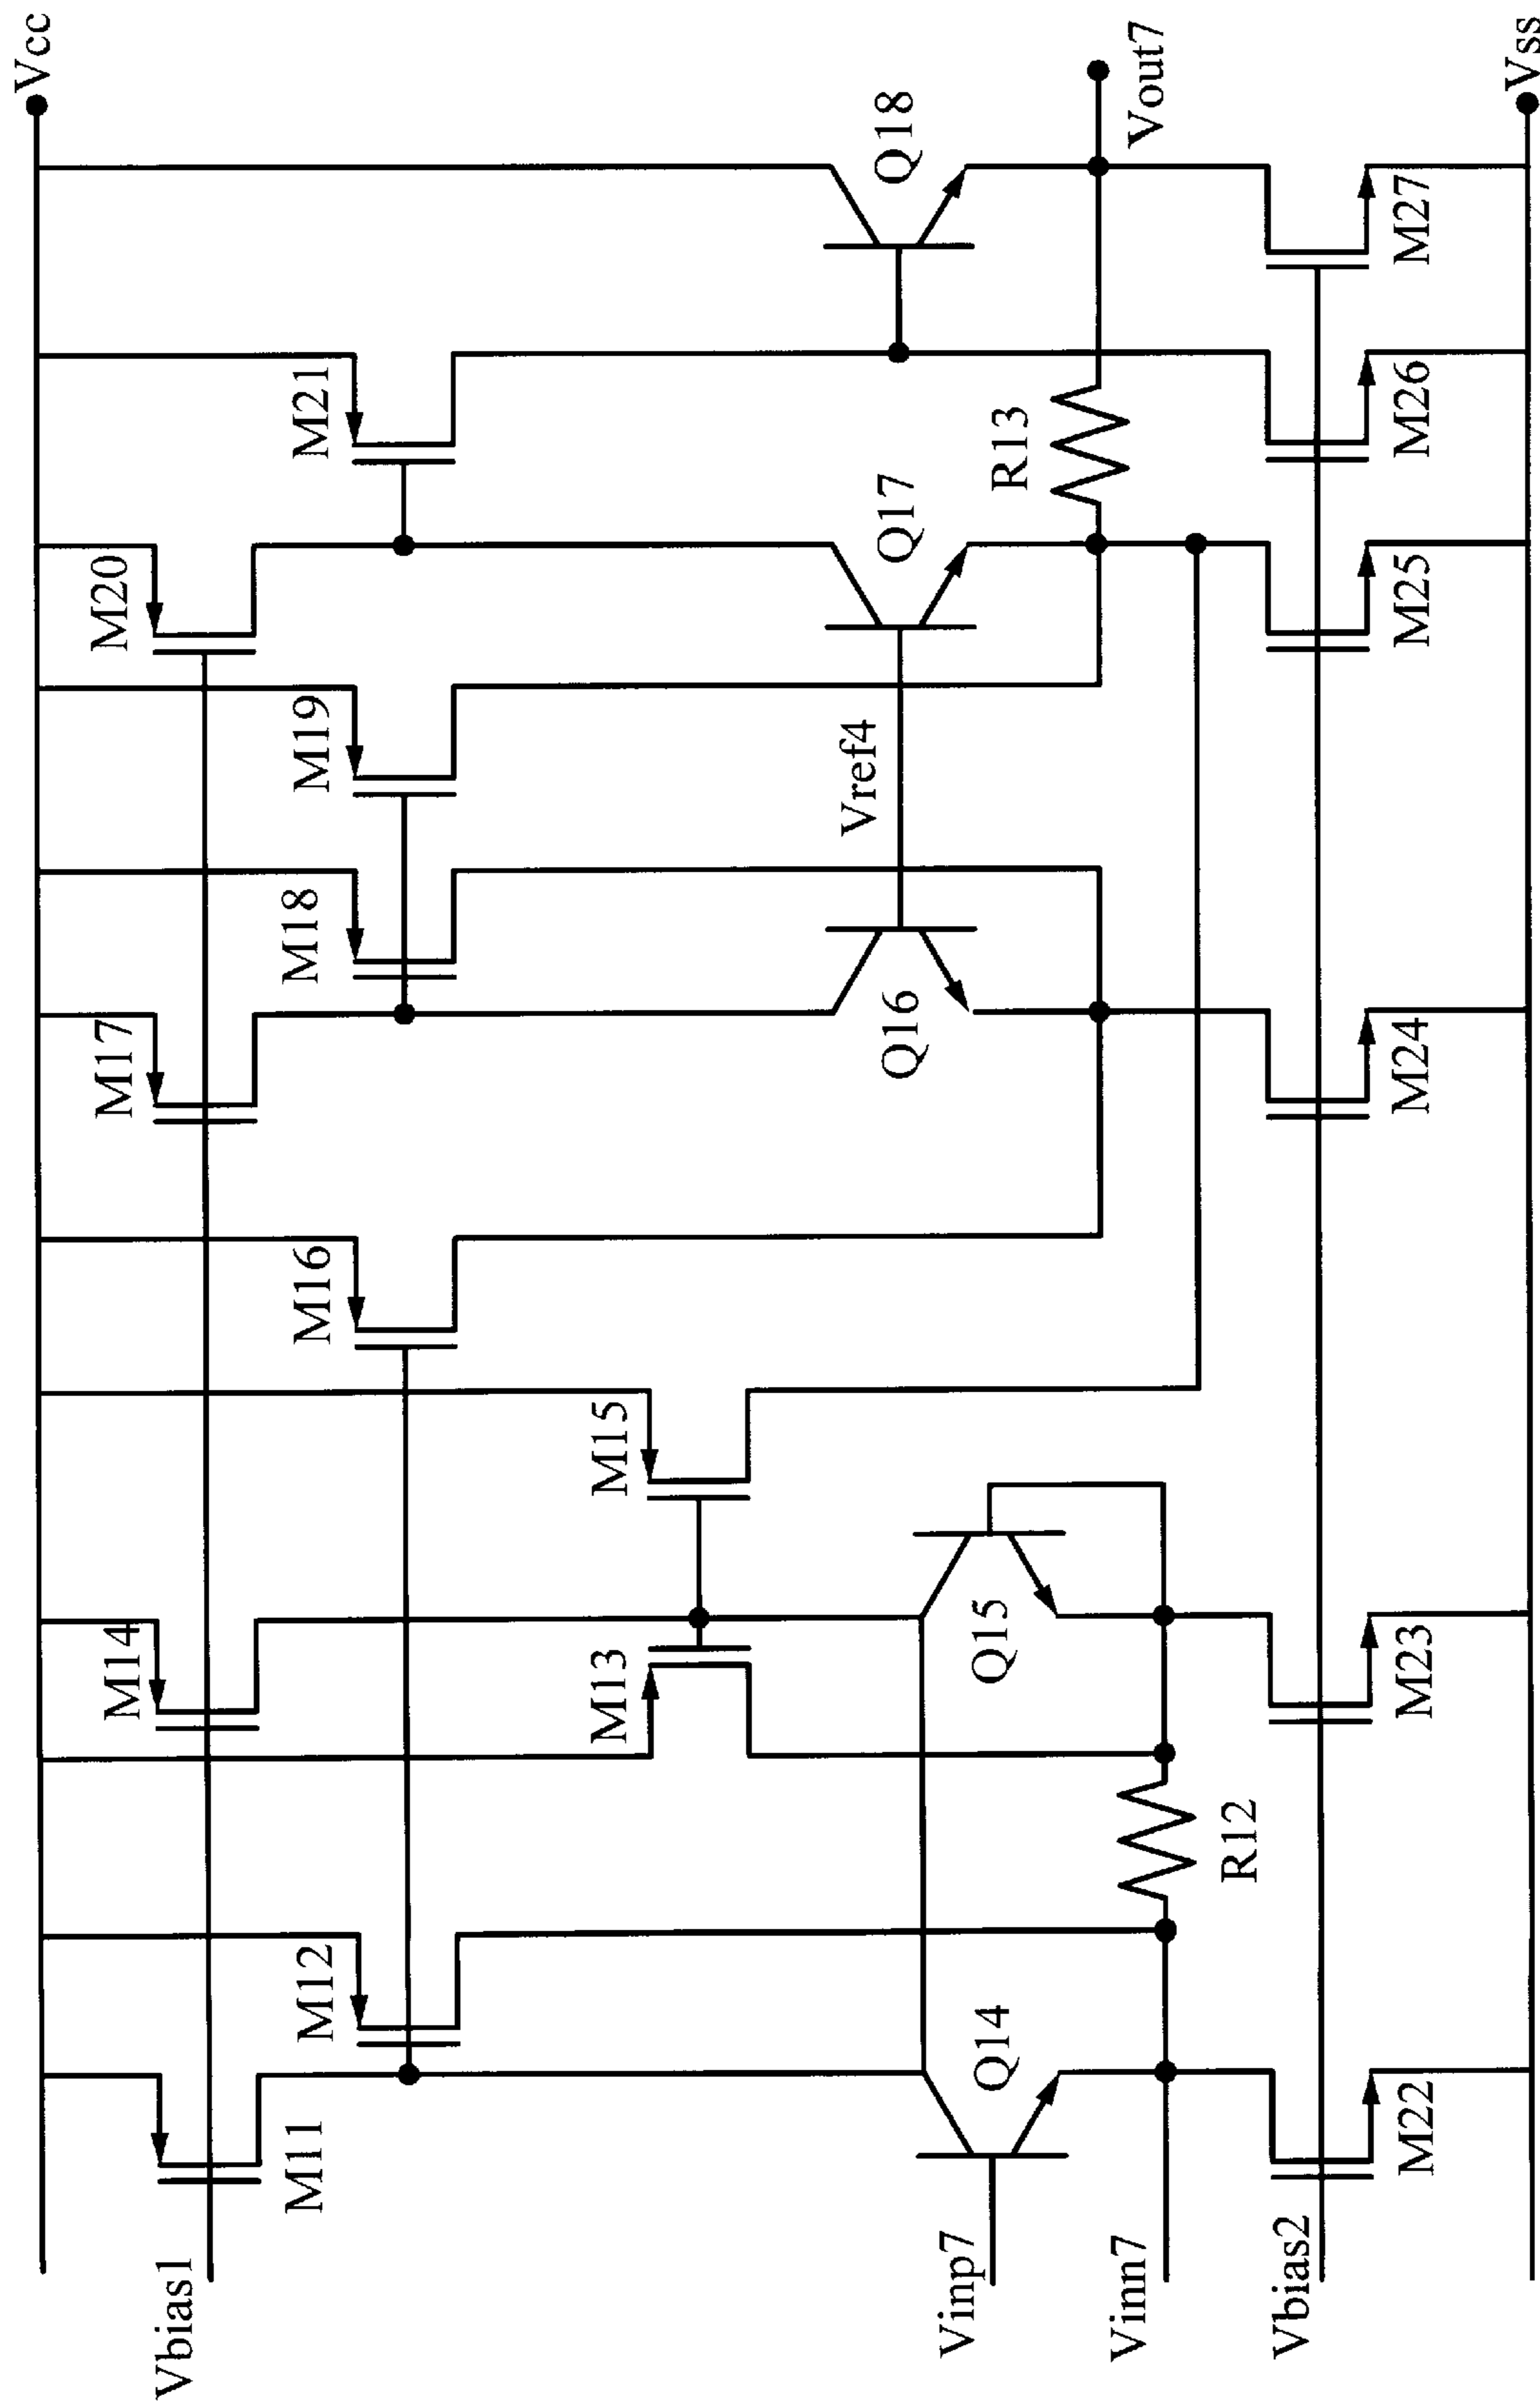 Vcc
Vbias1
M11
M12
M14
M13
M15
M16
M17
M18
M19
M20
M21
Q14
Q15
Q16
Q17
Q18
Vref4
R12
R13
Vinp7
Vinn7
Vout7
Vbias2
M22
M23
M24
M25
M26
M27
Vss